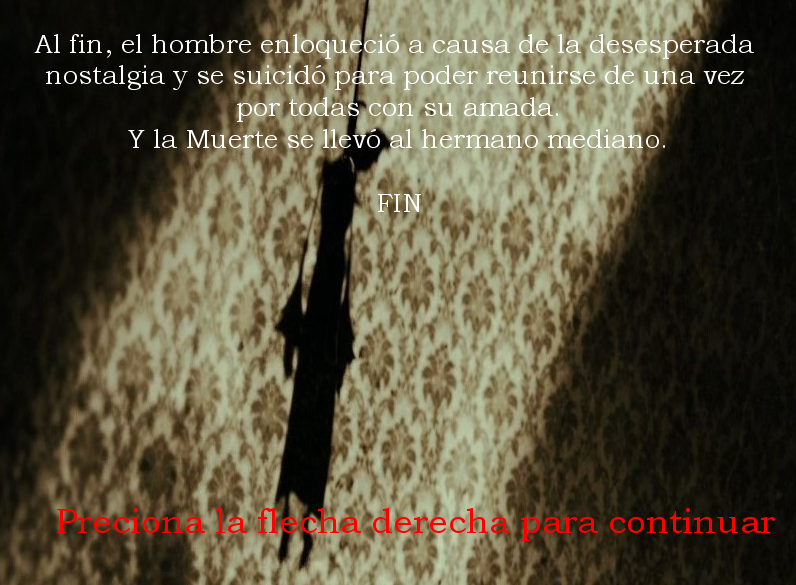 Al fin, el hombre enloqueció a causa de la desesperada
nostalgia y se suicidó para poder reunirse de una vez
por todas con su amada.
Y la Muerte se llevó al hermano mediano.
FIN
Preciona la flecha derecha para continuar